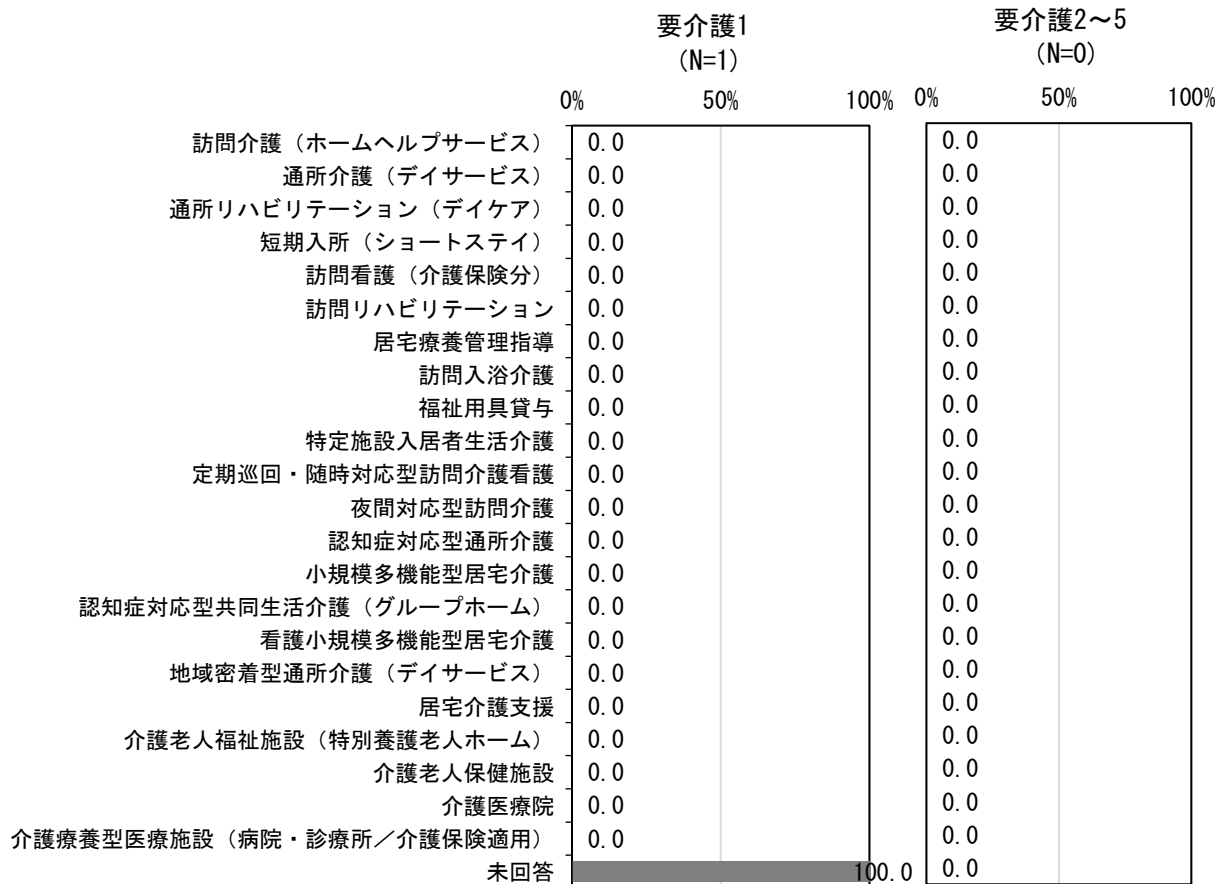 要介護1
(N=1)
要介護2～5
(N=0)
0% 50% 100% 0% 50% 100%
訪問介護（ホームヘルプサービス） 0.0 0.0
通所介護（デイサービス） 0.0 0.0
通所リハビリテーション（デイケア） 0.0 0.0
短期入所（ショートステイ） 0.0 0.0
訪問看護（介護保険分） 0.0 0.0
訪問リハビリテーション 0.0 0.0
居宅療養管理指導 0.0 0.0
訪問入浴介護 0.0 0.0
福祉用具貸与 0.0 0.0
特定施設入居者生活介護 0.0 0.0
定期巡回・随時対応型訪問介護看護 0.0 0.0
夜間対応型訪問介護 0.0 0.0
認知症対応型通所介護 0.0 0.0
小規模多機能型居宅介護 0.0 0.0
認知症対応型共同生活介護（グループホーム） 0.0 0.0
看護小規模多機能型居宅介護 0.0 0.0
地域密着型通所介護（デイサービス） 0.0 0.0
居宅介護支援 0.0 0.0
介護老人福祉施設（特別養護老人ホーム） 0.0 0.0
介護老人保健施設 0.0 0.0
介護医療院 0.0 0.0
介護療養型医療施設（病院・診療所／介護保険適用） 0.0 0.0
未回答 100.0 0.0